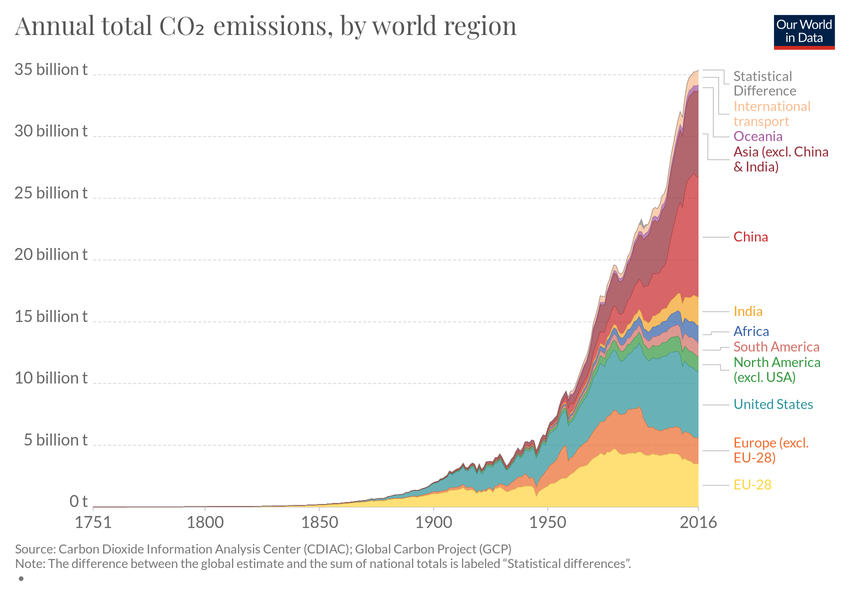 Annual total CO₂ emissions, by world region
Our World
in Data
35 billion t
30 billion t
25 billion t
20 billion t
15 billion t
10 billion t
5 billion t
0 t
1751
1800
1850
1900
1950
2016
Statistical
Difference
International
transport
Oceania
Asia (excl. China
& India)
China
India
Africa
South America
North America
(excl. USA)
United States
Europe (excl.
EU-28)
EU-28
Source: Carbon Dioxide Information Analysis Center (CDIAC); Global Carbon Project (GCP)
Note: The difference between the global estimate and the sum of national totals is labeled “Statistical differences”.
•